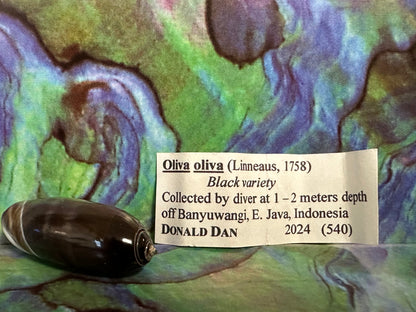 Oliva oliva (Linneaus, 1758)
Black variety
Collected by diver at 1 – 2 meters depth
off Banyuwangi, E. Java, Indonesia
DONALD DAN 2024 (540)